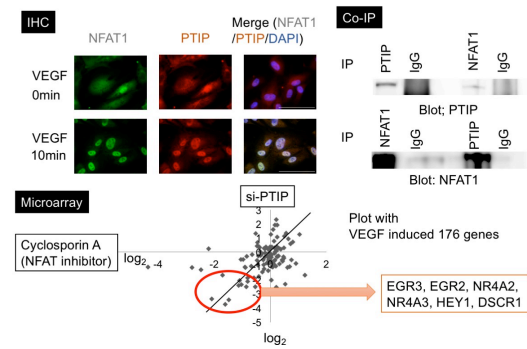 IHC
NFAT1
PTIP
Merge (NFAT1
/PTIP/DAPI)
VEGF
0min
VEGF
10min
Co-IP
IP
PTIP
IgG
NFAT1
IgG
Blot; PTIP
IP
NFAT1
IgG
PTIP
IgG
Blot: NFAT1
Microarray
si-PTIP
Cyclosporin A
(NFAT inhibitor)
log2
-4
-2
0
2
3
2
1
0
-1
-2
-3
-4
-5
log2
Plot with
VEGF induced 176 genes
EGR3, EGR2, NR4A2,
NR4A3, HEY1, DSCR1